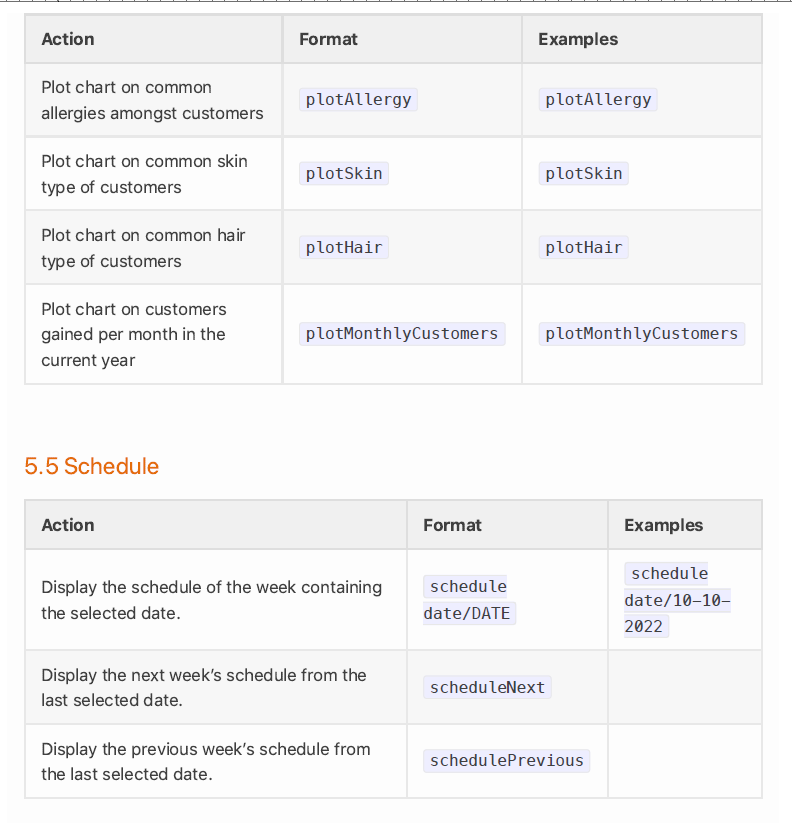 Action Format Examples
Plot chart on common
allergies amongst customers
plotAllergy plotAllergy
Plot chart on common skin
type of customers
plotSkin plotSkin
Plot chart on common hair
type of customers
plotHair plotHair
Plot chart on customers
gained per month in the
current year
plotMonthlyCustomers plotMonthlyCustomers
5.5 Schedule
Action Format Examples
Display the schedule of the week containing
the selected date.
schedule
date/DATE
schedule
date/10-10-
2022
Display the next week’s schedule from the
last selected date.
scheduleNext
Display the previous week’s schedule from
the last selected date.
schedulePrevious